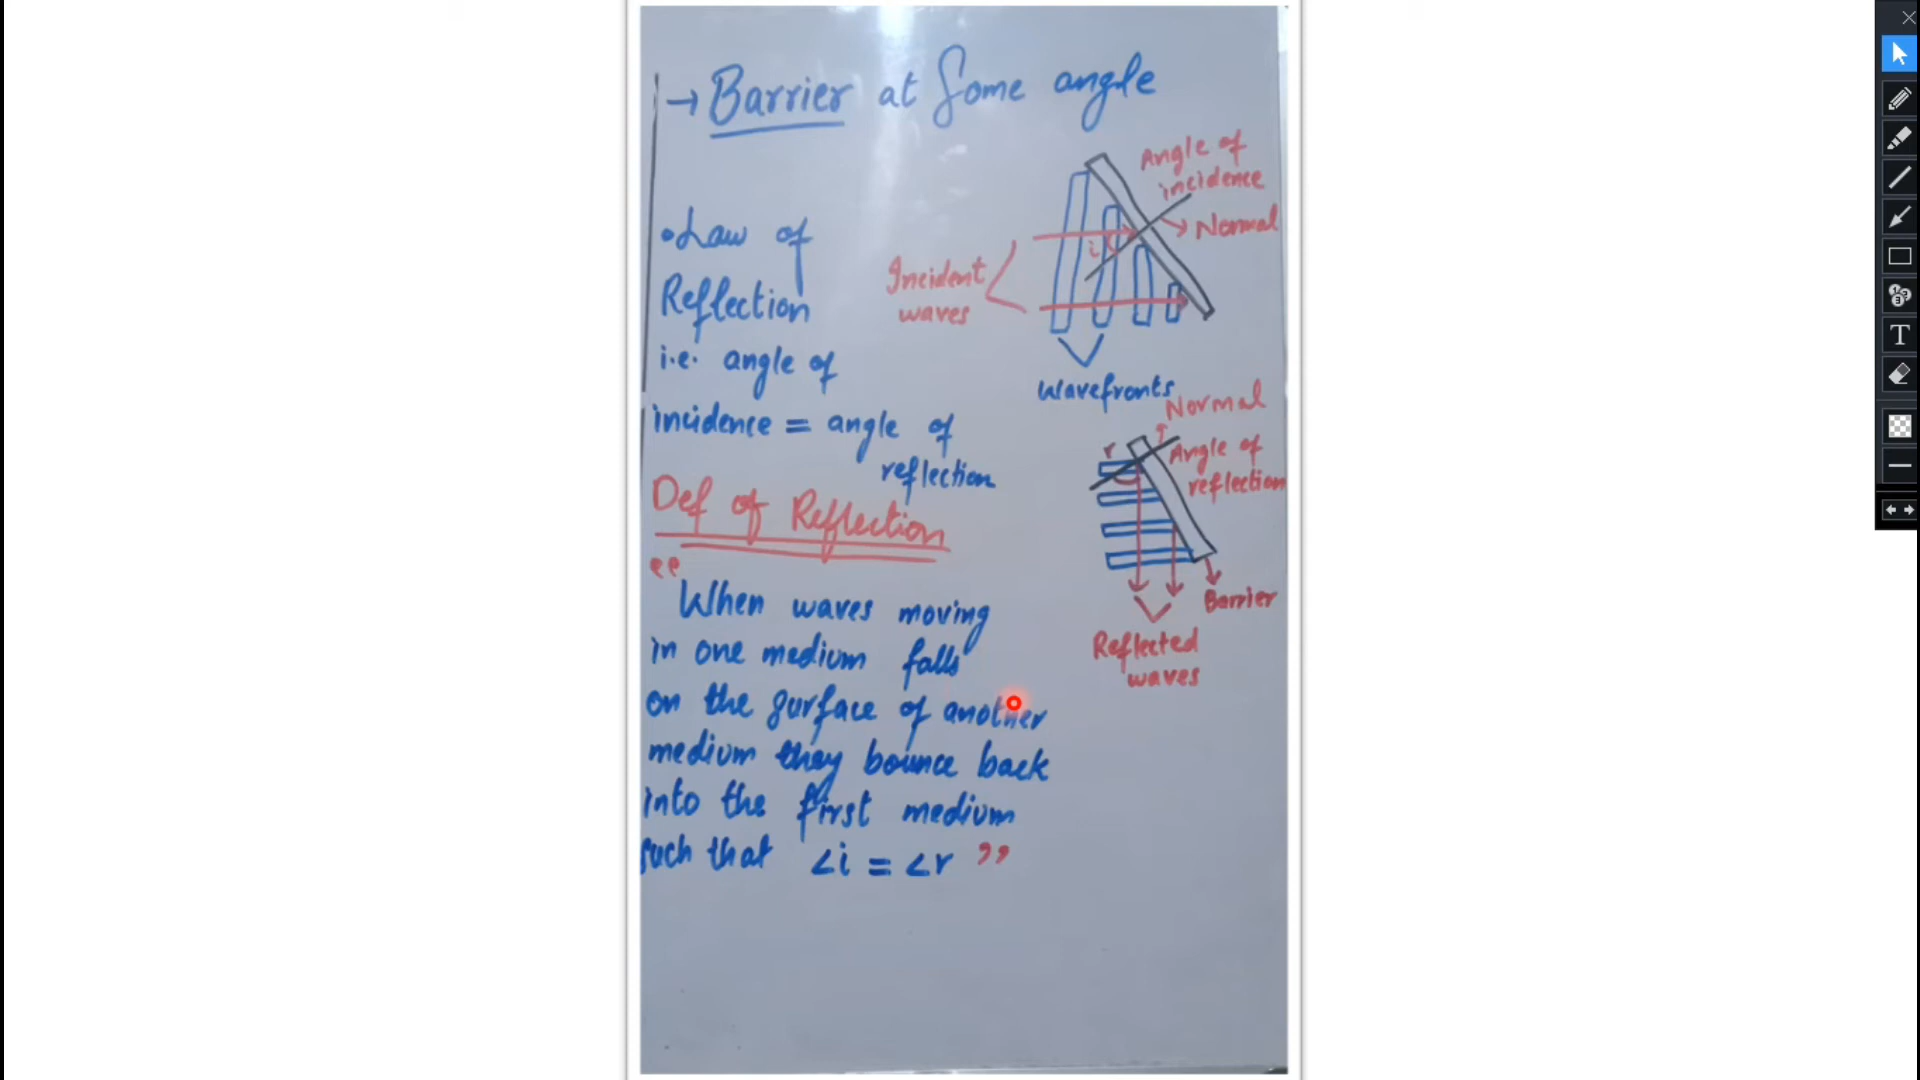 → Barrier at Some angle
• Law of
Reflection
i.e. angle of
incidence = angle of
reflection
Angle of
incidence
→ Normal
i
Incident
waves
Wavefronts
Normal
r
Angle of
reflection
Barrier
Reflected
waves
Def of Reflection
“
When waves moving
in one medium falls
on the surface of another
medium they bounce back
into the first medium
such that ∠i = ∠r ”
T